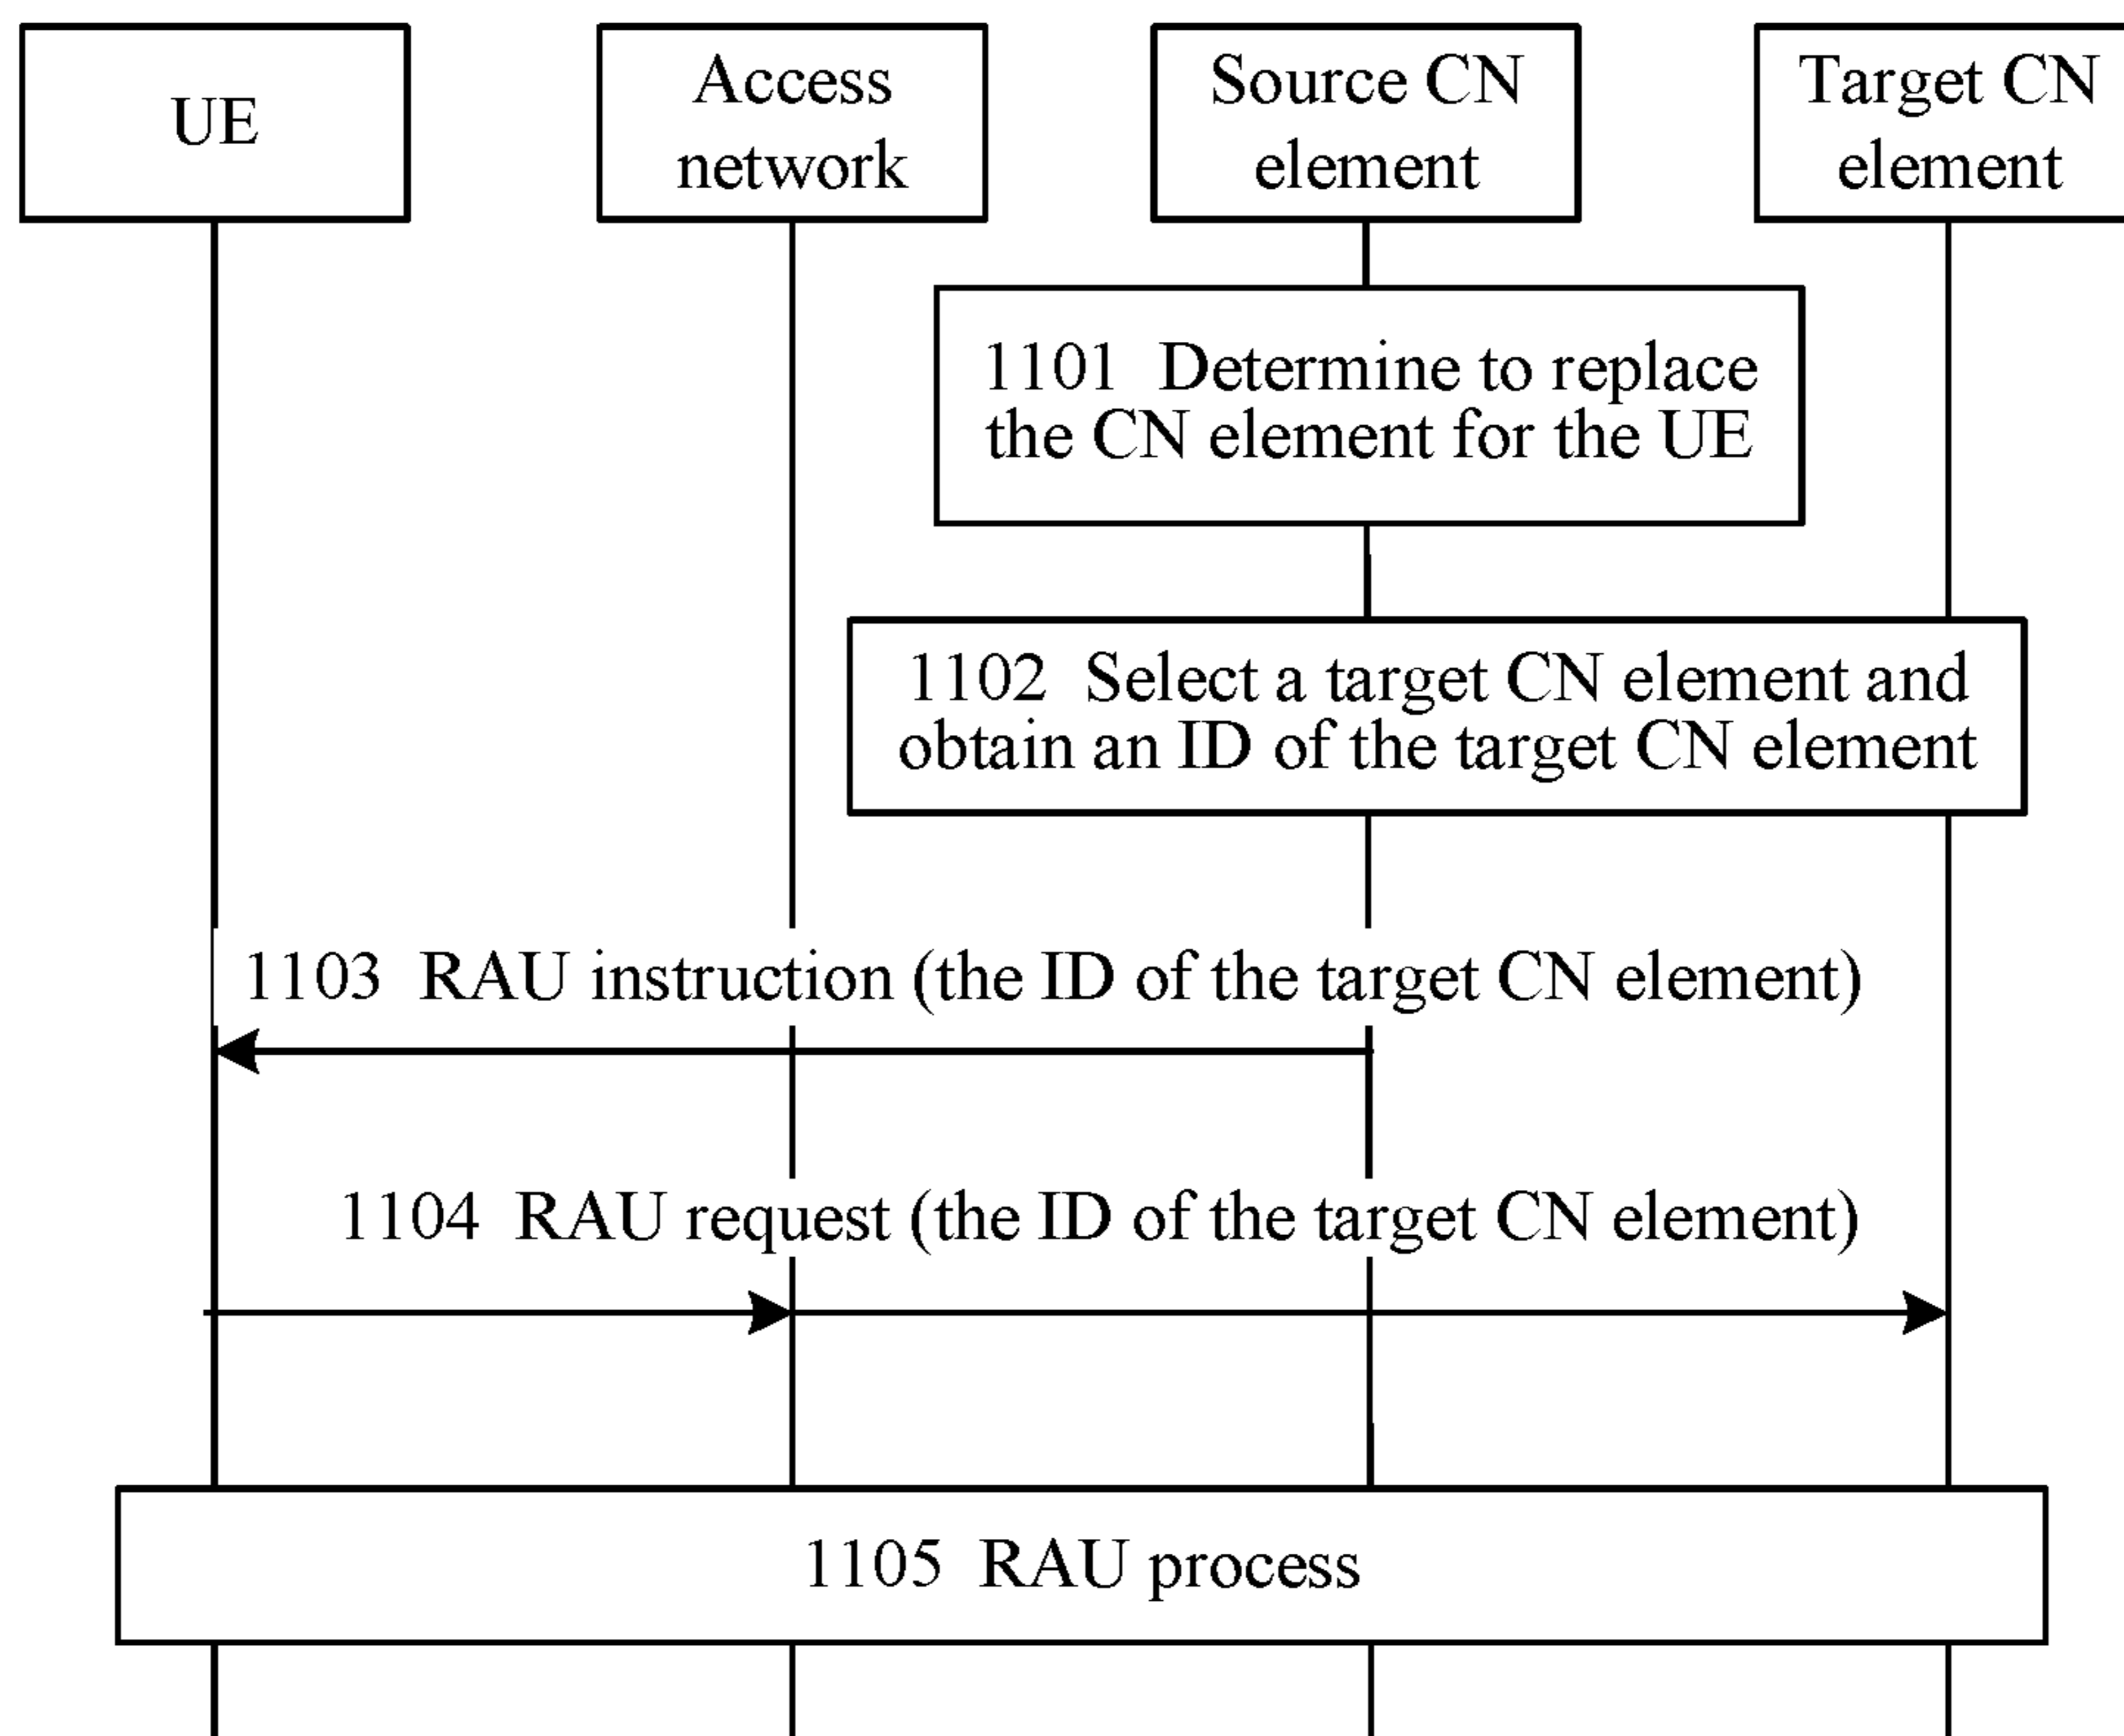 UE
Access
network
Source CN
element
Target CN
element
1101 Determine to replace
the CN element for the UE
1102 Select a target CN element and
obtain an ID of the target CN element
1103 RAU instruction (the ID of the target CN element)
1104 RAU request (the ID of the target CN element)
1105 RAU process